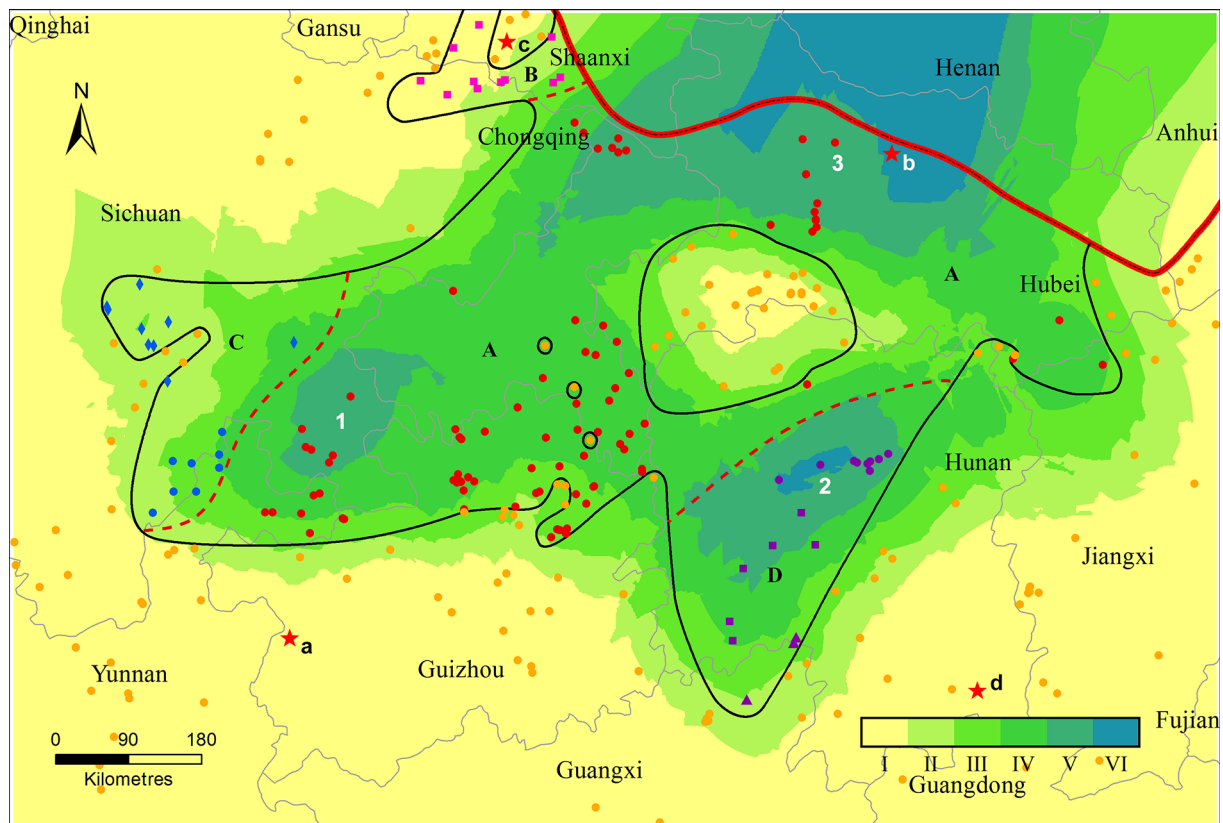 Qinghai
Gansu
c
Shaanxi
B
Henan
N
Chongqing
Anhui
3
b
Sichuan
A
Hubei
C
A
1
Hunan
2
D
Jiangxi
a
Yunnan
Guizhou
d
0 90 180
Kilometres
Fujian
I II III IV V VI
Guangxi
Guangdong